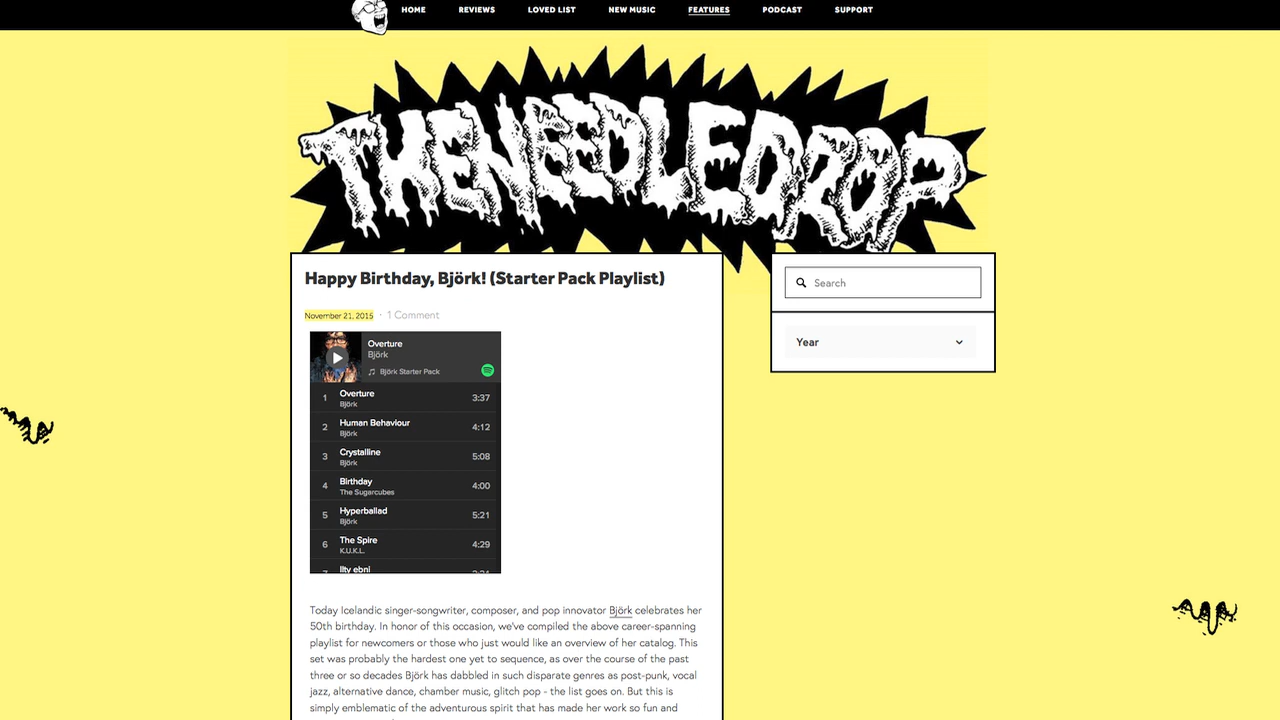 HOME REVIEWS LOVED LIST NEW MUSIC FEATURES PODCAST SUPPORT
THENEEDLEDROP
Happy Birthday, Björk! (Starter Pack Playlist)
November 21, 2015 · 1 Comment
Overture
Björk
Björk Starter Pack
1 Overture 3:37
Björk
2 Human Behaviour 4:12
Björk
3 Crystalline 5:08
Björk
4 Birthday 4:00
The Sugarcubes
5 Hyperballad 5:21
Björk
6 The Spire 4:29
K.U.K.L.
Today Icelandic singer-songwriter, composer, and pop innovator Björk celebrates her
50th birthday. In honor of this occasion, we've compiled the above career-spanning
playlist for newcomers or those who just would like an overview of her catalog. This
set was probably the hardest one yet to sequence, as over the course of the past
three or so decades Björk has dabbled in such disparate genres as post-punk, vocal
jazz, alternative dance, chamber music, glitch pop - the list goes on. But this is
simply emblematic of the adventurous spirit that has made her work so fun and
Search
Year